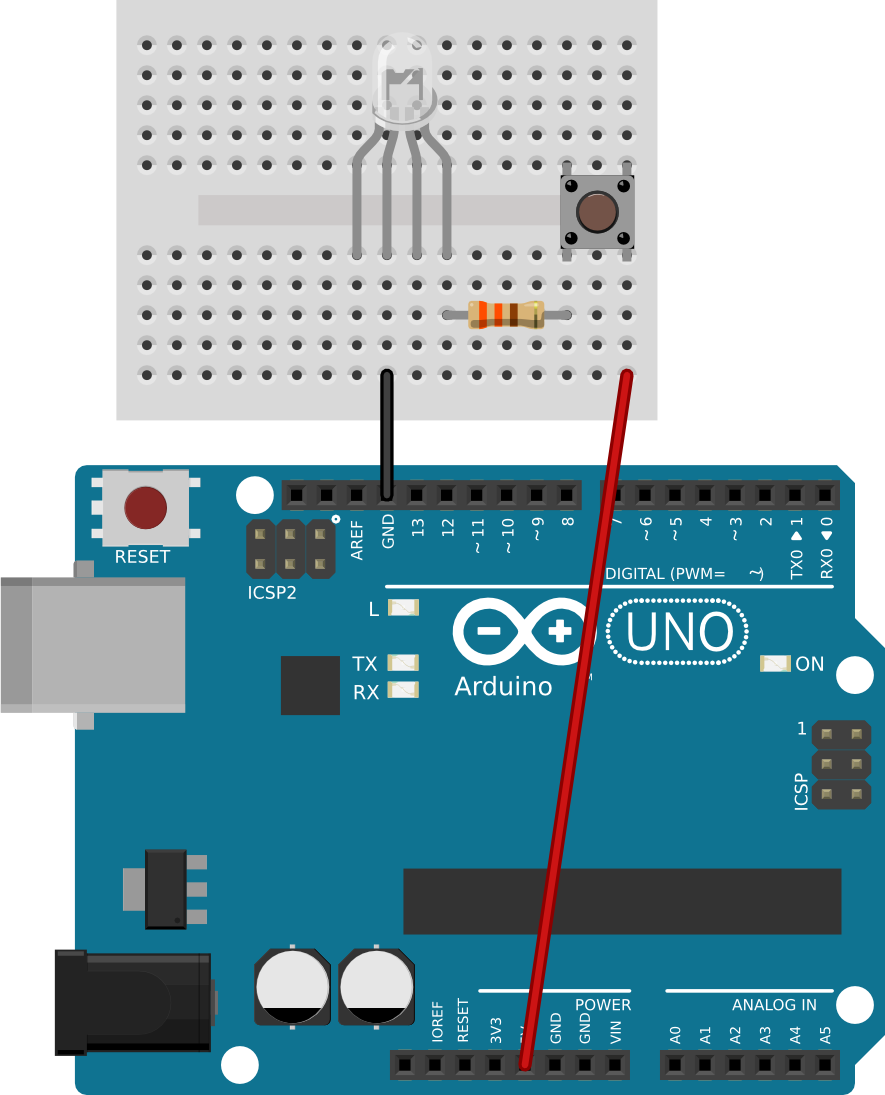 RESET
ICSP2
AREF
GND
13
12
~11
~10
~9
8
7
~6
~5
4
~3
2
TX0 ▶ 1
RX0 ◀ 0
DIGITAL (PWM= ~)
L
TX
RX
Arduino
UNO
ON
1
ICSP
POWER
ANALOG IN
IOREF
RESET
3V3
GND
GND
VIN
A0
A1
A2
A3
A4
A5